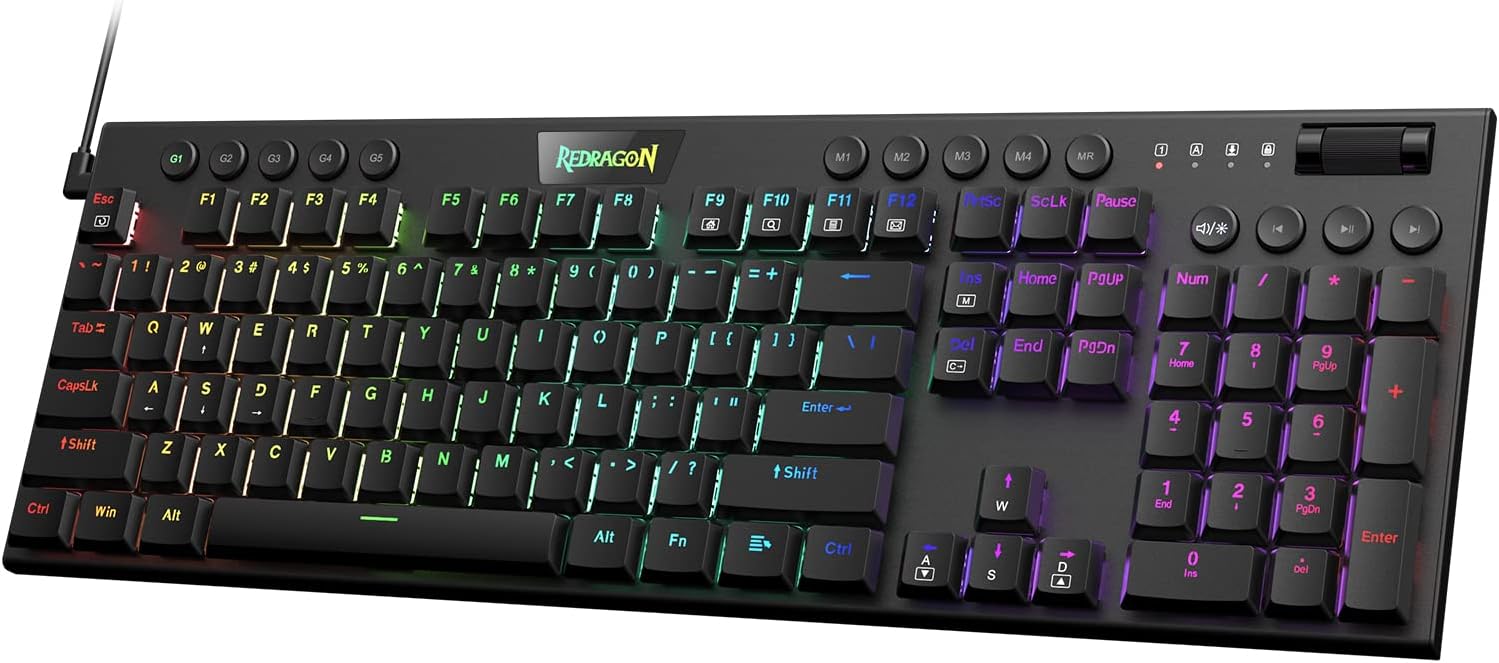 G1 G2 G3 G4 G5 REDRAGON M1 M2 M3 M4 MR 1 A
Esc F1 F2 F3 F4 F5 F6 F7 F8 F9 F10 F11 F12 PrtSc ScLk Pause
` ~ 1 ! 2 @ 3 # 4 $ 5 % 6 ^ 7 & 8 * 9 ( 0 ) - - = + ← Ins M Home PgUp Num / * -
Tab Q W ↑ E R T Y U I O P [ { ] } \ | Del C→ End PgDn 7 Home 8 ↑ 9 PgUp +
CapsLk A ← S ↓ D → F G H J K L ; : ' " Enter 4 ← 5 _ 6 →
↑ Shift Z X C V B N M , < . > / ? ↑ Shift ↑ W 1 End 2 ↓ 3 PgDn Enter
Ctrl Win Alt Alt Fn Ctrl ← A ▼ ↓ S → D ▲ 0 Ins . Del